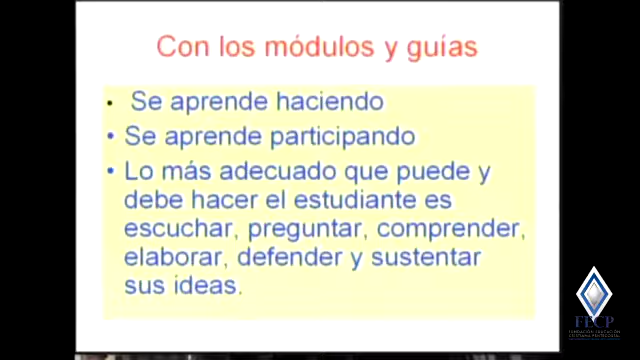 Con los módulos y guías
• Se aprende haciendo
• Se aprende participando
• Lo más adecuado que puede y
debe hacer el estudiante es
escuchar, preguntar, comprender,
elaborar, defender y sustentar
sus ideas.
FECP